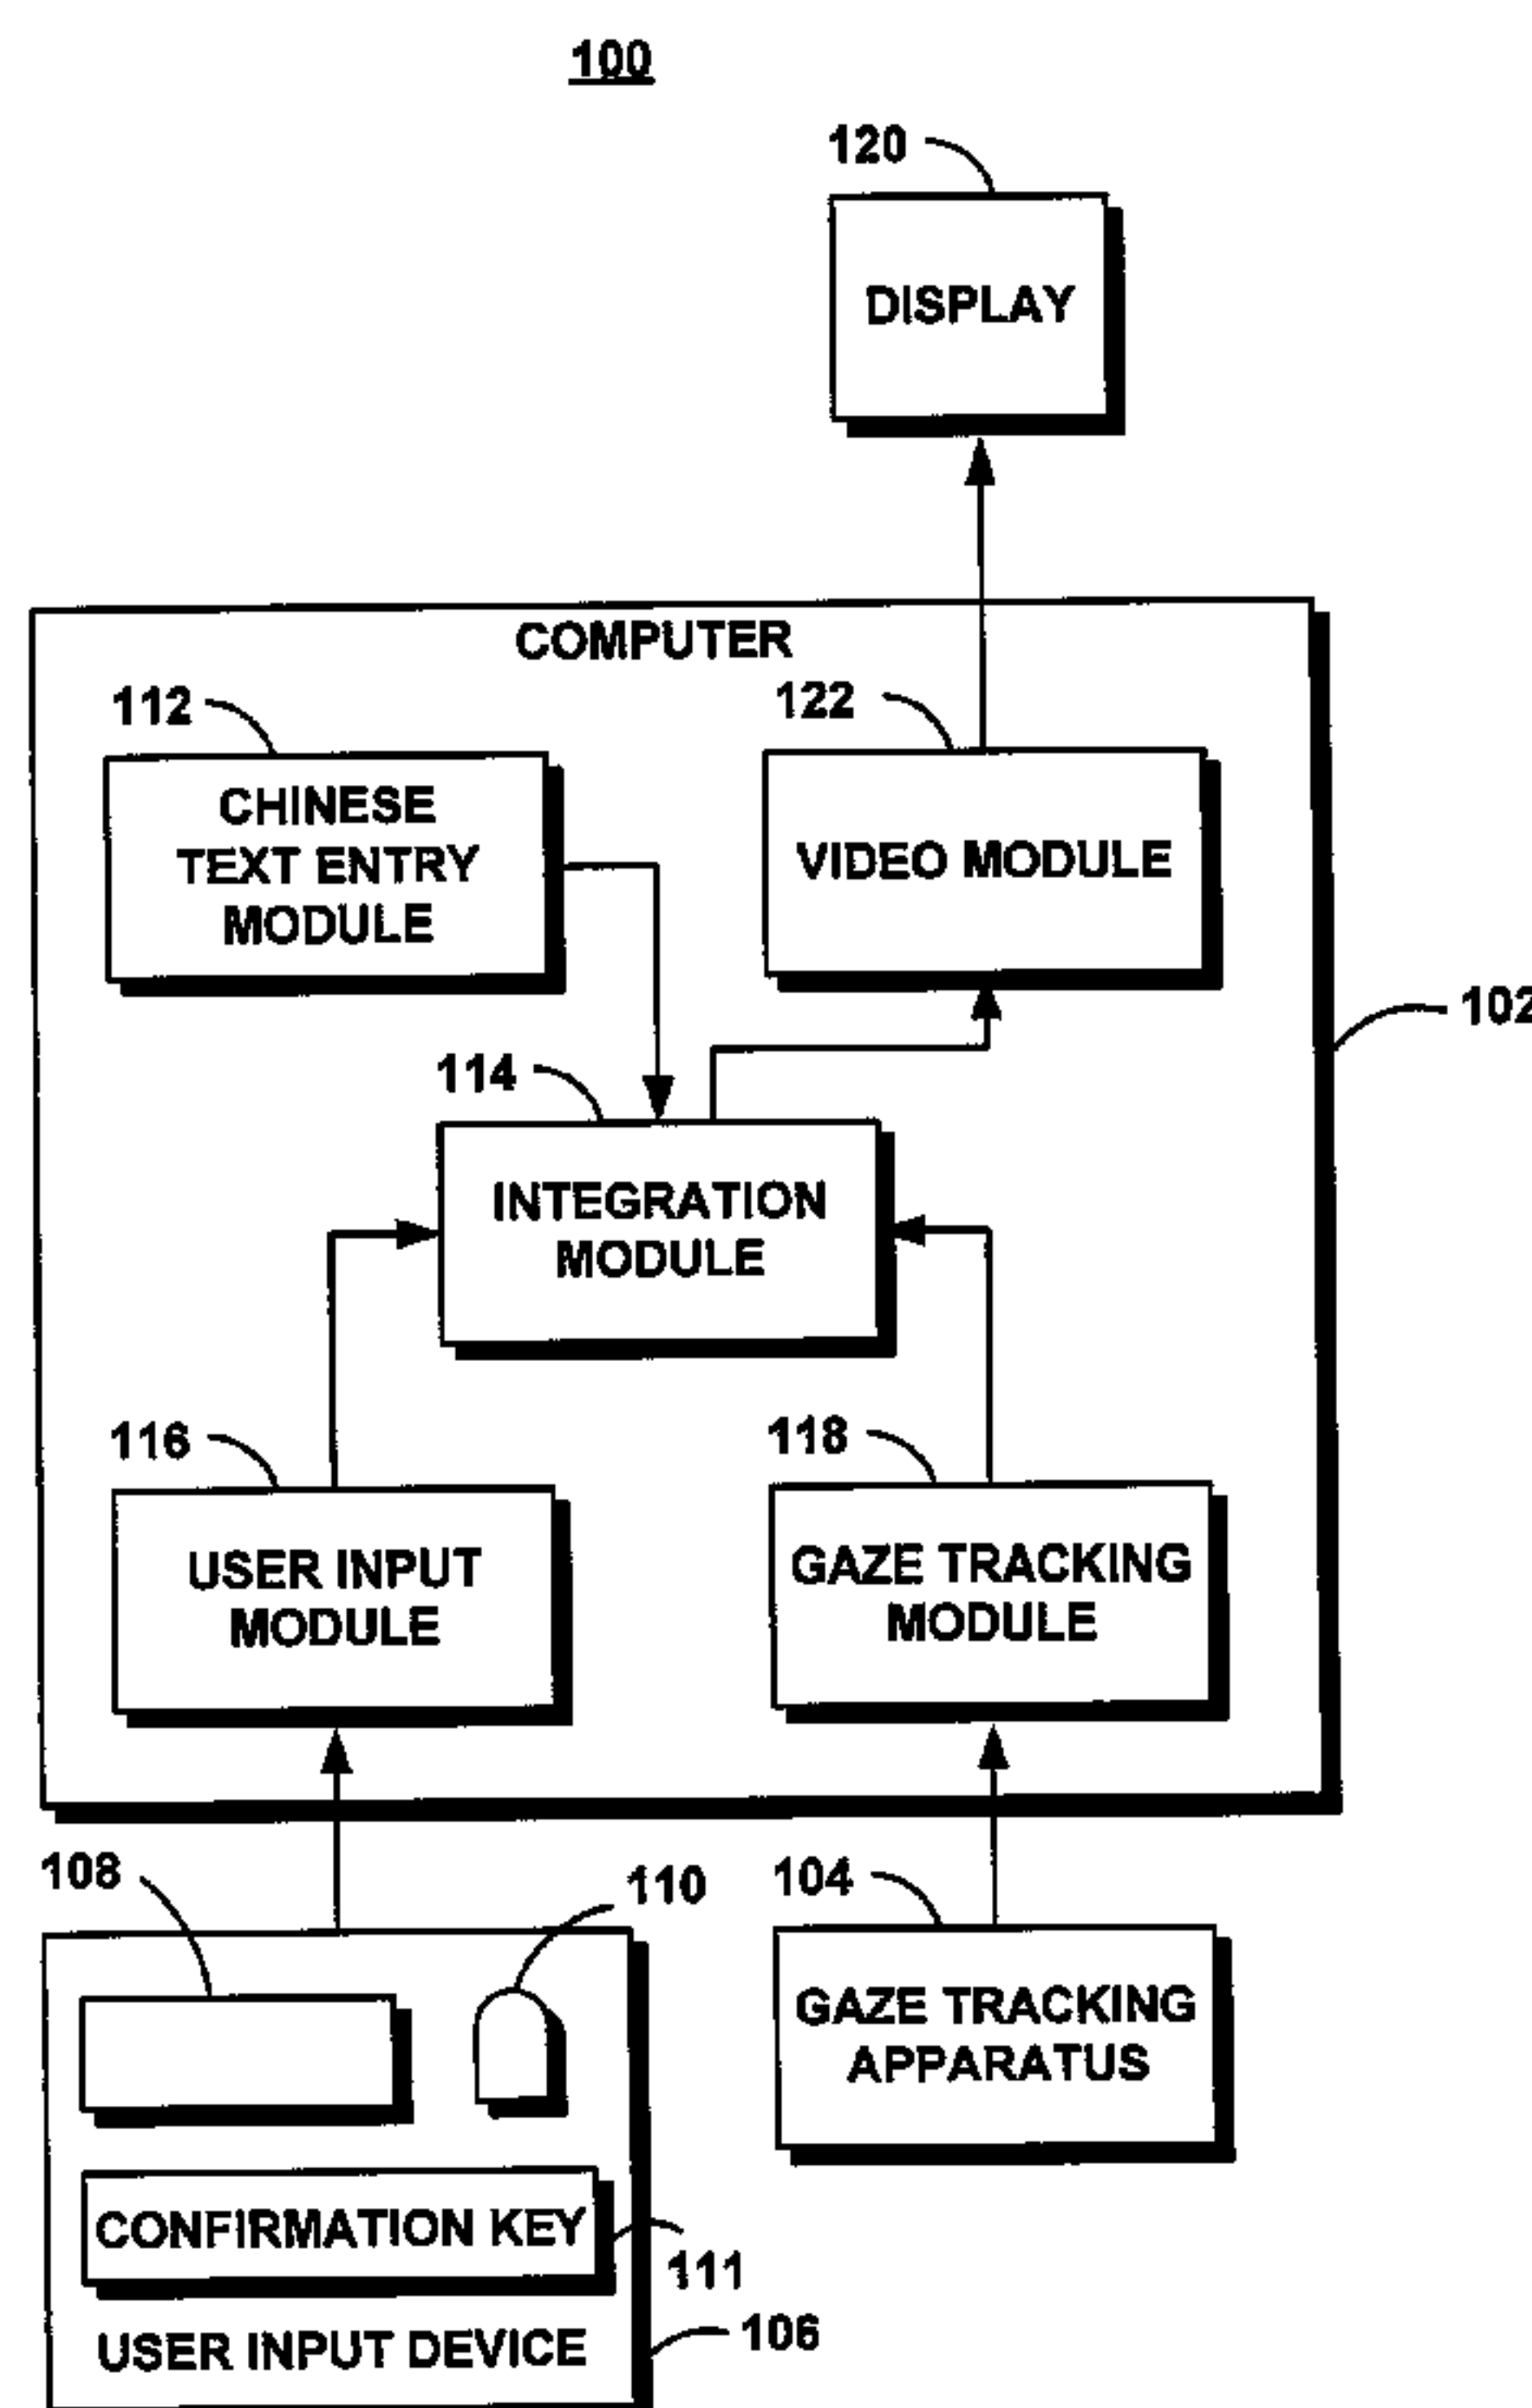 100
120
DISPLAY
COMPUTER
112
122
CHINESE
TEXT ENTRY
MODULE
VIDEO MODULE
102
114
INTEGRATION
MODULE
116
118
USER INPUT
MODULE
GAZE TRACKING
MODULE
108
110
104
GAZE TRACKING
APPARATUS
CONFIRMATION KEY
111
106
USER INPUT DEVICE